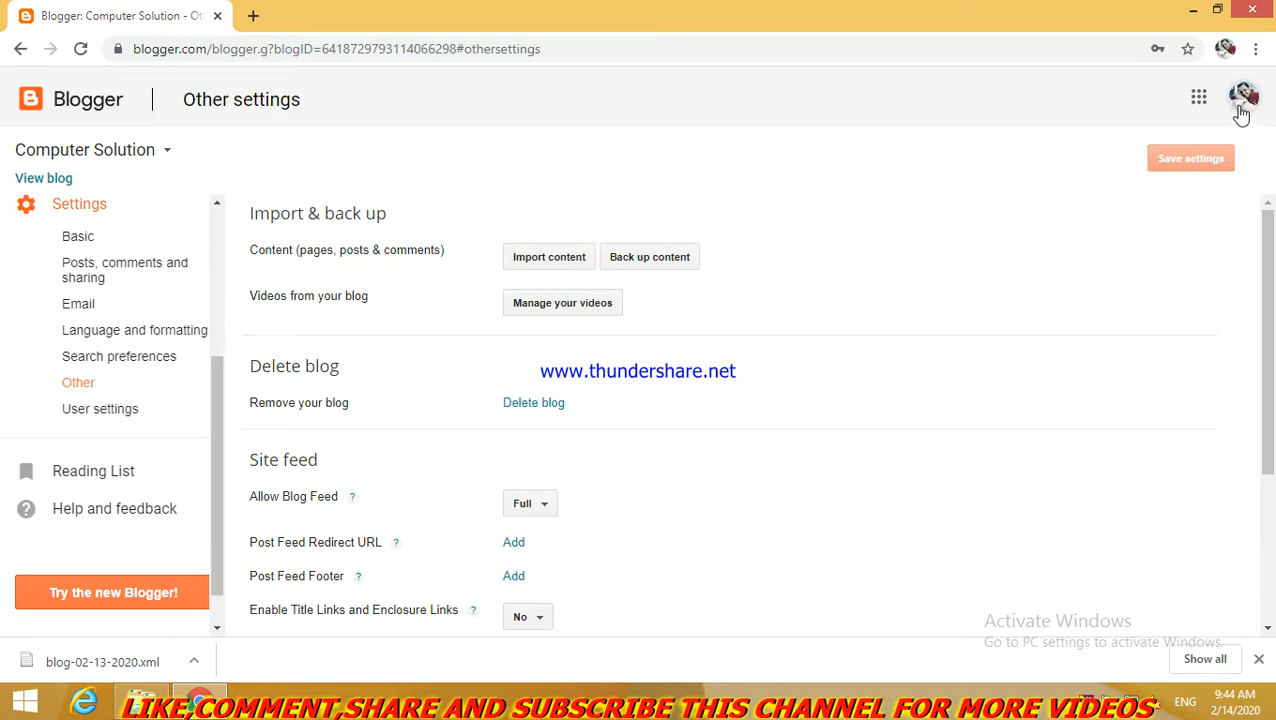 Blogger: Computer Solution - Ot
blogger.com/blogger.g?blogID=6418729793114066298#othersettings
Blogger
Other settings
Computer Solution
View blog
Save settings
Settings
Basic
Posts, comments and
sharing
Email
Language and formatting
Search preferences
Other
User settings
Reading List
Help and feedback
Try the new Blogger!
Import & back up
Content (pages, posts & comments)
Import content
Back up content
Videos from your blog
Manage your videos
Delete blog
www.thundershare.net
Remove your blog
Delete blog
Site feed
Allow Blog Feed ?
Full
Post Feed Redirect URL ?
Add
Post Feed Footer ?
Add
Enable Title Links and Enclosure Links ?
No
Activate Windows
Go to PC settings to activate Windows.
blog-02-13-2020.xml
Show all
LIKE,COMMENT,SHARE AND SUBSCRIBE THIS CHANNEL FOR MORE VIDEOS
ENG
9:44 AM
2/14/2020